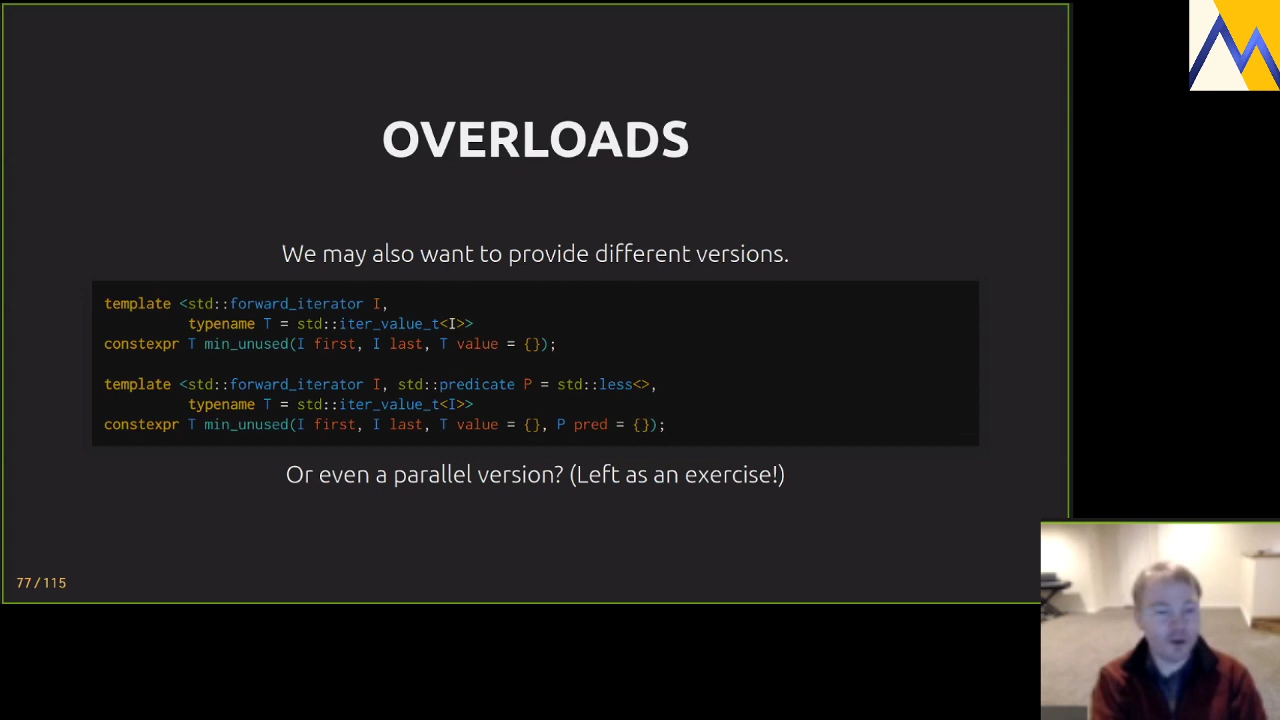 OVERLOADS
We may also want to provide different versions.
template <std::forward_iterator I,
typename T = std::iter_value_t<I>>
constexpr T min_unused(I first, I last, T value = {});
template <std::forward_iterator I, std::predicate P = std::less<>,
typename T = std::iter_value_t<I>>
constexpr T min_unused(I first, I last, T value = {}, P pred = {});
Or even a parallel version? (Left as an exercise!)
77 / 115